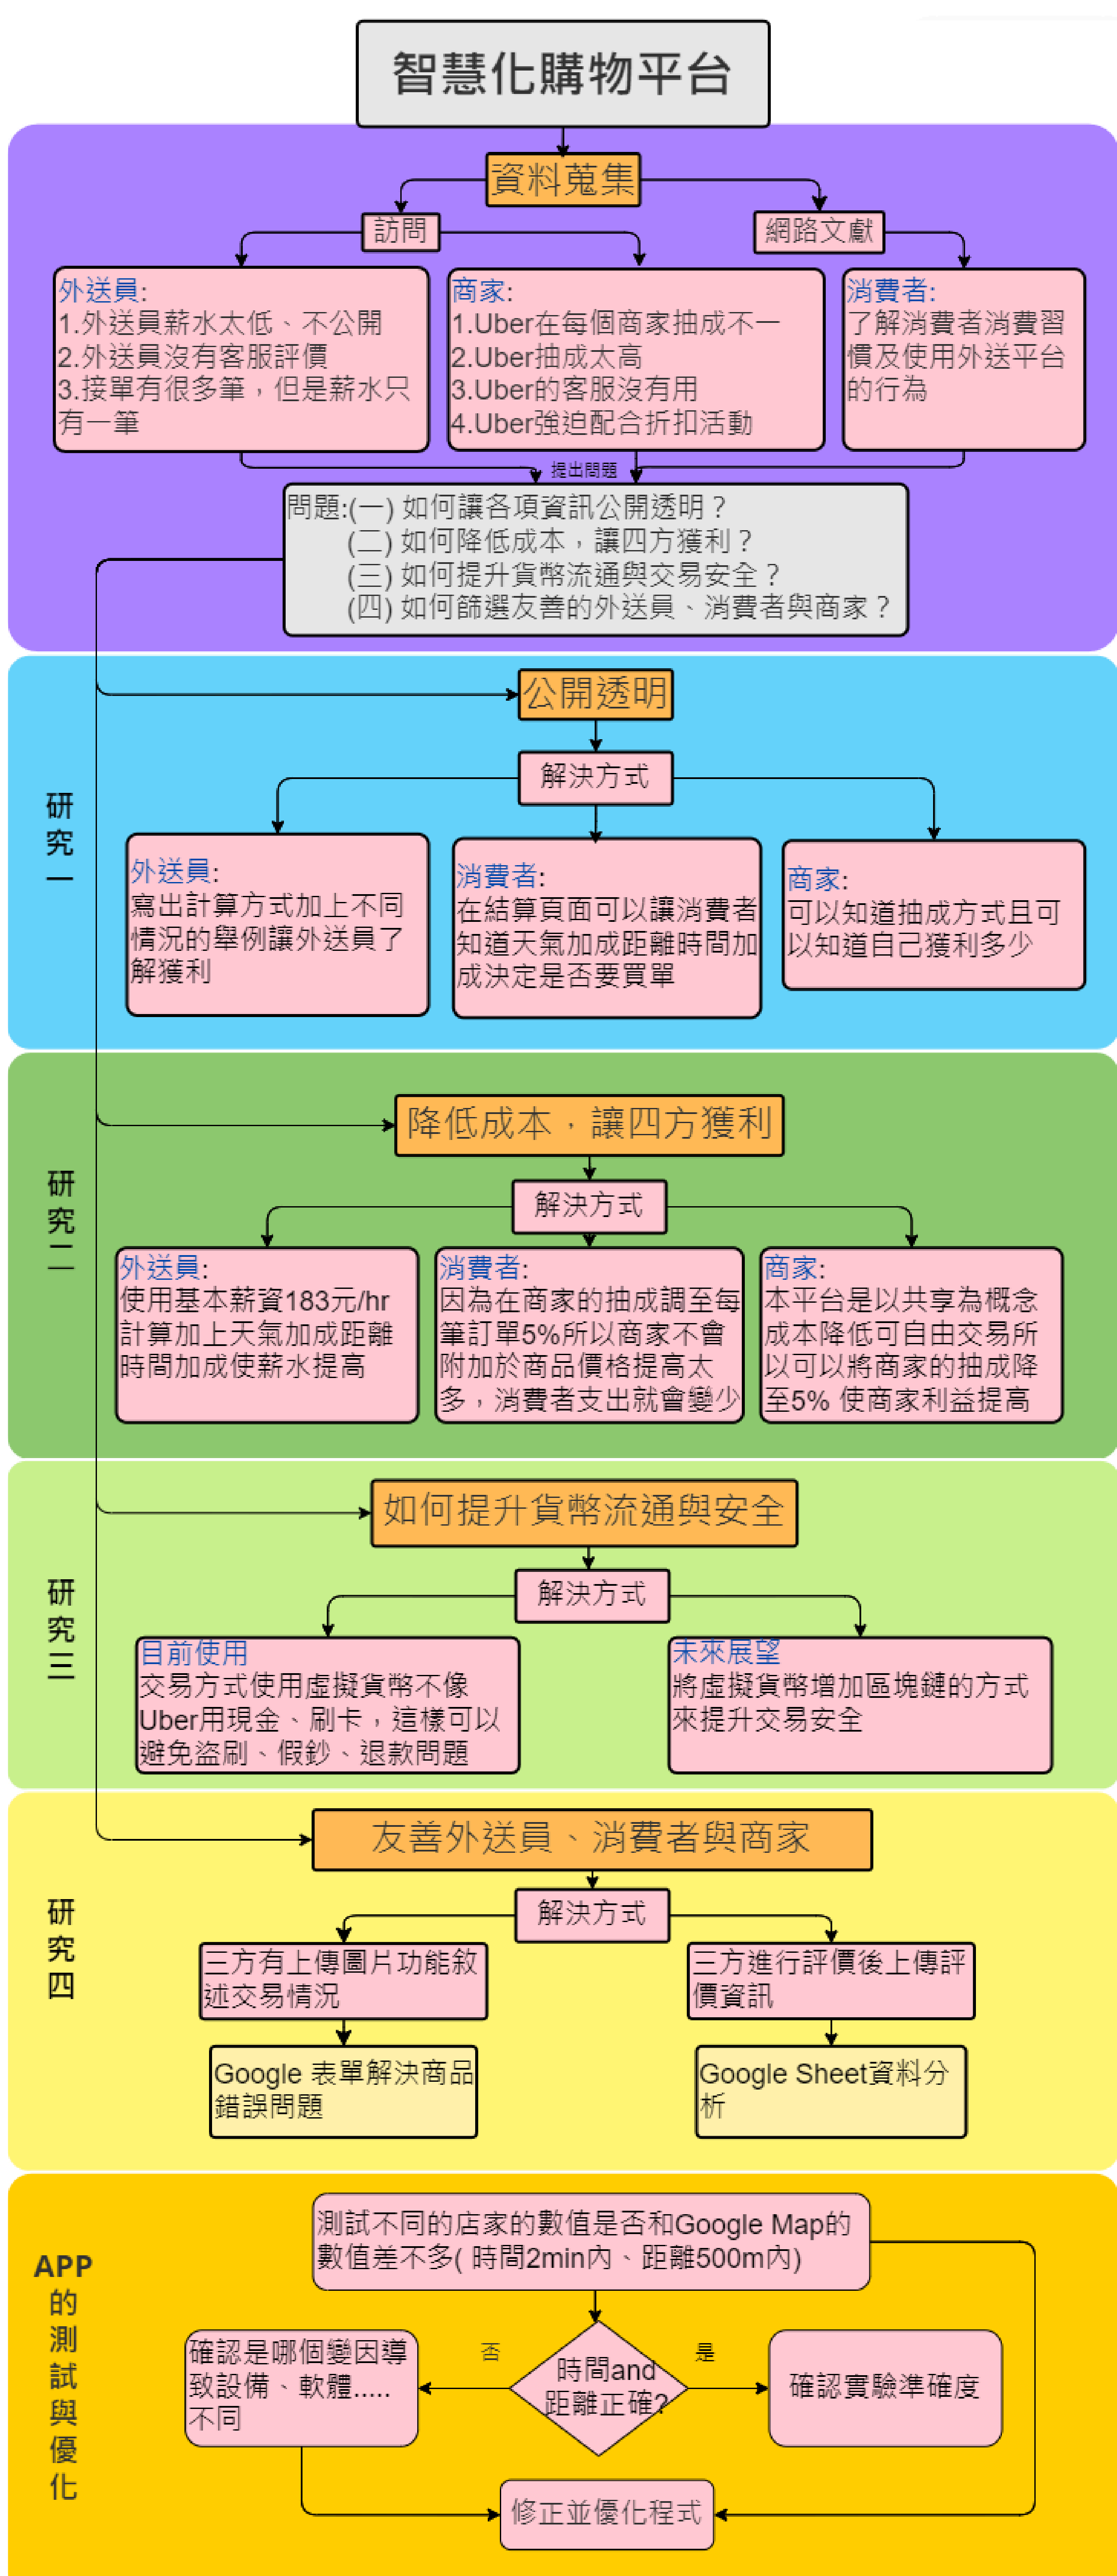 智慧化購物平台
資料蒐集
訪問
網路文獻
外送員:
1.外送員薪水太低、不公開
2.外送員沒有客服評價
3.接單有很多筆，但是薪水只
有一筆
商家:
1.Uber在每個商家抽成不一
2.Uber抽成太高
3.Uber的客服沒有用
4.Uber強迫配合折扣活動
消費者:
了解消費者消費習
慣及使用外送平台
的行為
提出問題
問題:(一) 如何讓各項資訊公開透明？
(二) 如何降低成本，讓四方獲利？
(三) 如何提升貨幣流通與交易安全？
(四) 如何篩選友善的外送員、消費者與商家？
研究一
公開透明
解決方式
外送員:
寫出計算方式加上不同
情況的舉例讓外送員了
解獲利
消費者:
在結算頁面可以讓消費者
知道天氣加成距離時間加
成決定是否要買單
商家:
可以知道抽成方式且可
以知道自己獲利多少
研究二
降低成本，讓四方獲利
解決方式
外送員:
使用基本薪資183元/hr
計算加上天氣加成距離
時間加成使薪水提高
消費者:
因為在商家的抽成調至每
筆訂單5%所以商家不會
附加於商品價格提高太
多，消費者支出就會變少
商家:
本平台是以共享為概念
成本降低可自由交易所
以可以將商家的抽成降
至5% 使商家利益提高
研究三
如何提升貨幣流通與安全
解決方式
目前使用
交易方式使用虛擬貨幣不像
Uber用現金、刷卡，這樣可以
避免盜刷、假鈔、退款問題
未來展望
將虛擬貨幣增加區塊鏈的方式
來提升交易安全
研究四
友善外送員、消費者與商家
解決方式
三方有上傳圖片功能敘
述交易情況
三方進行評價後上傳評
價資訊
Google 表單解決商品
錯誤問題
Google Sheet資料分
析
APP的測試與優化
測試不同的店家的數值是否和Google Map的
數值差不多( 時間2min內、距離500m內)
確認是哪個變因導
致設備、軟體.....
不同
否
時間and
距離正確?
是
確認實驗準確度
修正並優化程式